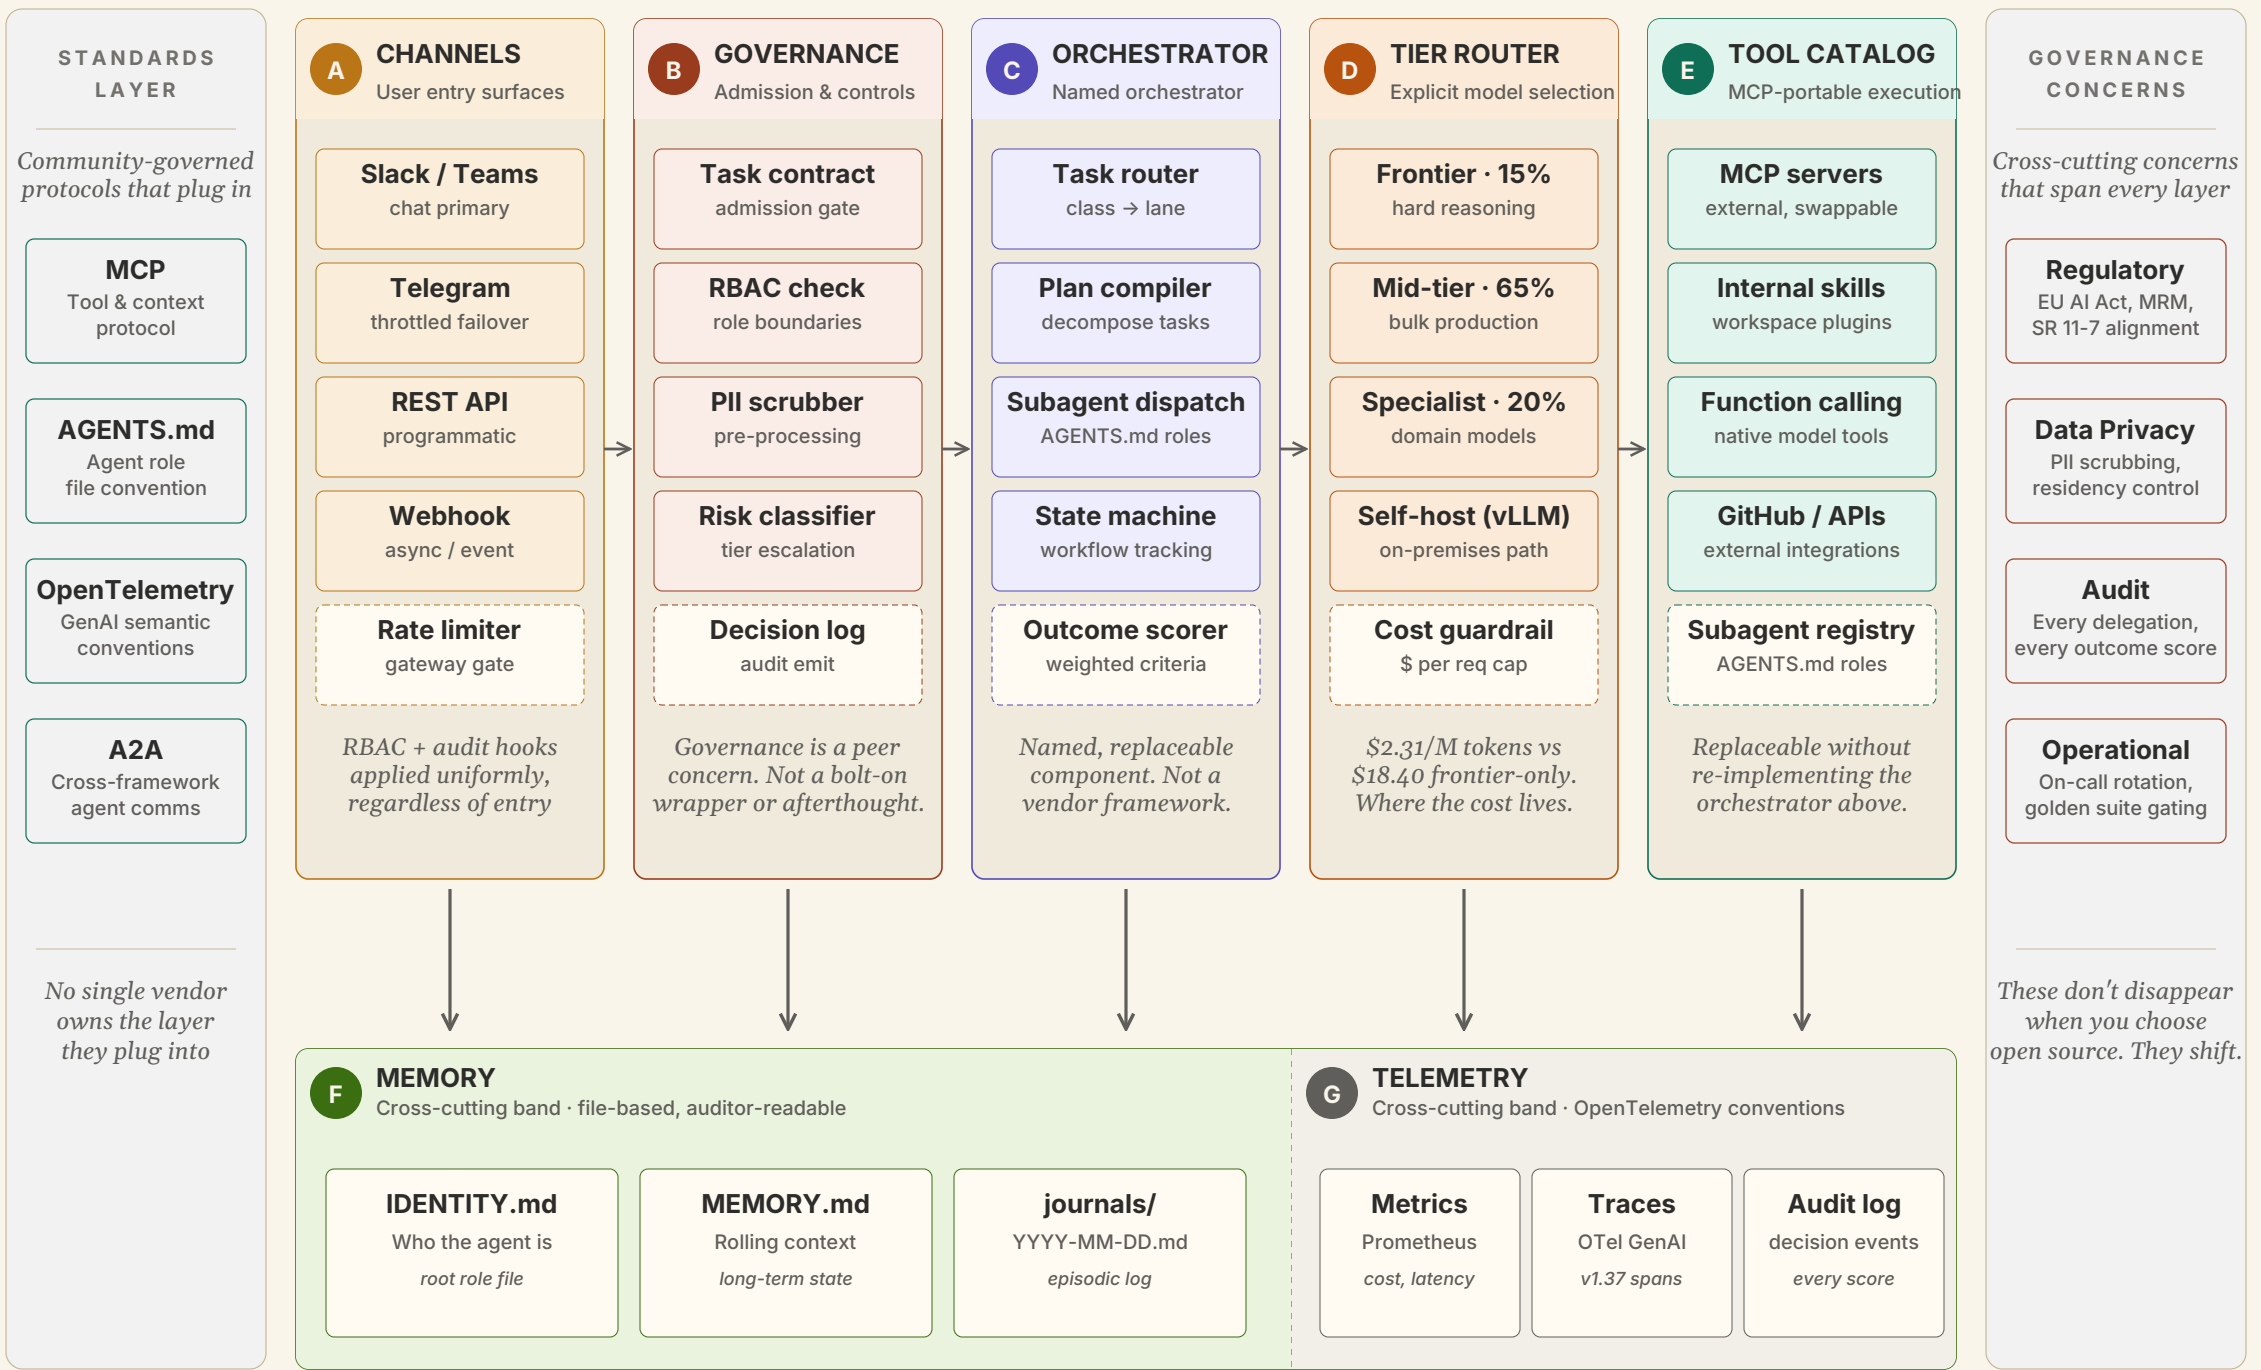 STANDARDS
LAYER
Community-governed
protocols that plug in
MCP
Tool & context
protocol
AGENTS.md
Agent role
file convention
OpenTelemetry
GenAI semantic
conventions
A2A
Cross-framework
agent comms
No single vendor
owns the layer
they plug into
A
CHANNELS
User entry surfaces
Slack / Teams
chat primary
Telegram
throttled failover
REST API
programmatic
Webhook
async / event
Rate limiter
gateway gate
RBAC + audit hooks
applied uniformly,
regardless of entry
B
GOVERNANCE
Admission & controls
Task contract
admission gate
RBAC check
role boundaries
PII scrubber
pre-processing
Risk classifier
tier escalation
Decision log
audit emit
Governance is a peer
concern. Not a bolt-on
wrapper or afterthought.
C
ORCHESTRATOR
Named orchestrator
Task router
class → lane
Plan compiler
decompose tasks
Subagent dispatch
AGENTS.md roles
State machine
workflow tracking
Outcome scorer
weighted criteria
Named, replaceable
component. Not a
vendor framework.
D
TIER ROUTER
Explicit model selection
Frontier · 15%
hard reasoning
Mid-tier · 65%
bulk production
Specialist · 20%
domain models
Self-host (vLLM)
on-premises path
Cost guardrail
$ per req cap
$2.31/M tokens vs
$18.40 frontier-only.
Where the cost lives.
E
TOOL CATALOG
MCP-portable execution
MCP servers
external, swappable
Internal skills
workspace plugins
Function calling
native model tools
GitHub / APIs
external integrations
Subagent registry
AGENTS.md roles
Replaceable without
re-implementing the
orchestrator above.
GOVERNANCE
CONCERNS
Cross-cutting concerns
that span every layer
Regulatory
EU AI Act, MRM,
SR 11-7 alignment
Data Privacy
PII scrubbing,
residency control
Audit
Every delegation,
every outcome score
Operational
On-call rotation,
golden suite gating
These don't disappear
when you choose
open source. They shift.
F
MEMORY
Cross-cutting band · file-based, auditor-readable
IDENTITY.md
Who the agent is
root role file
MEMORY.md
Rolling context
long-term state
journals/
YYYY-MM-DD.md
episodic log
G
TELEMETRY
Cross-cutting band · OpenTelemetry conventions
Metrics
Prometheus
cost, latency
Traces
OTel GenAI
v1.37 spans
Audit log
decision events
every score